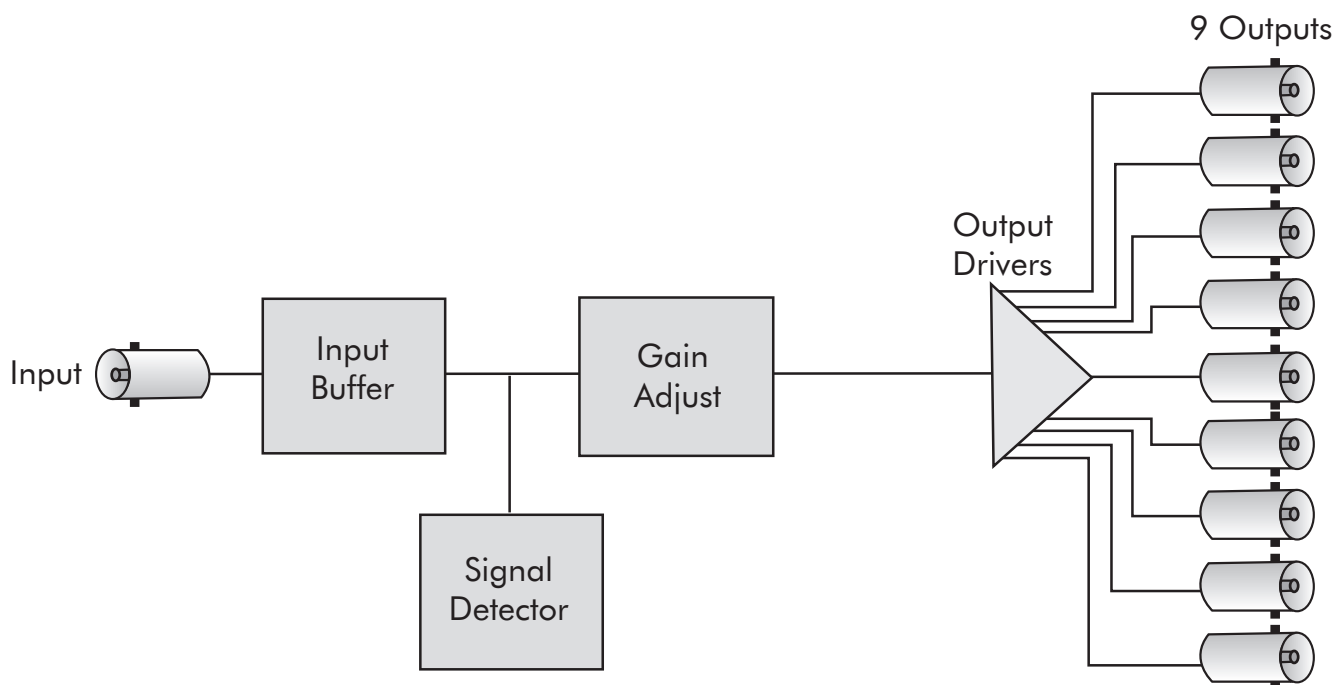 9 Outputs
Output
Drivers
Input
Input
Buffer
Gain
Adjust
Signal
Detector